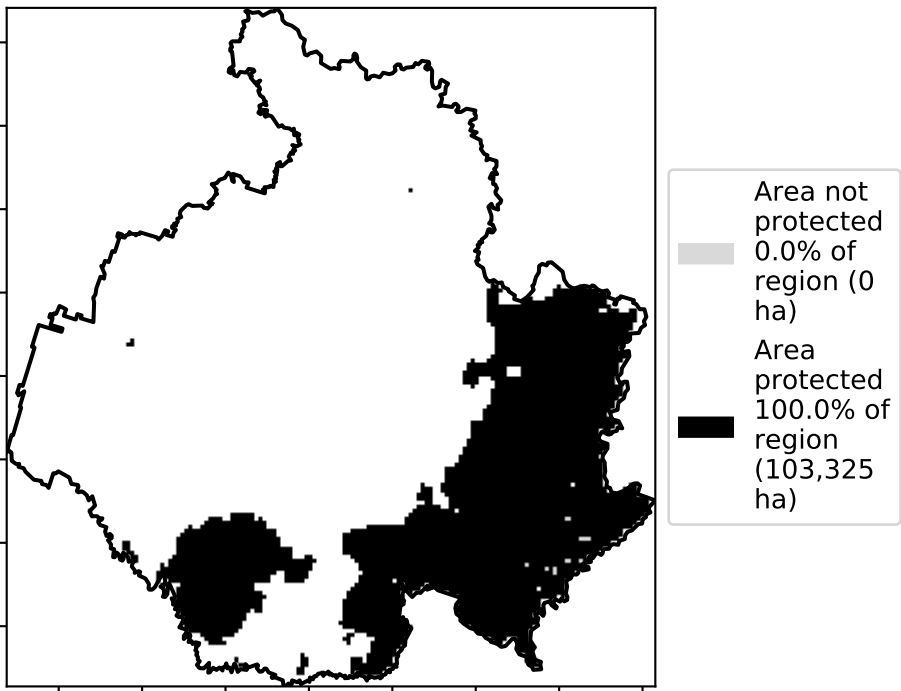 Area not
protected
0.0% of
region (0
ha)
Area
protected
100.0% of
region
(103,325
ha)